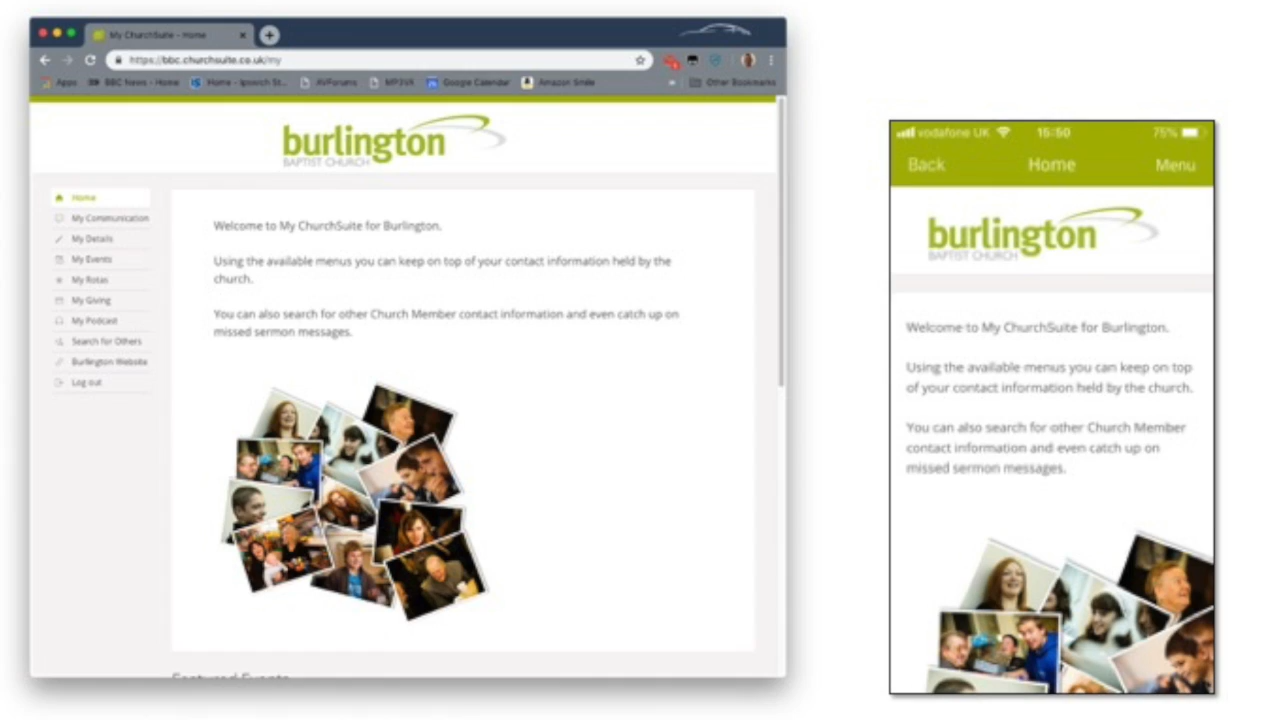 My ChurchSuite - Home
https://bbc.churchsuite.co.uk/my
Apps BBC News - Home Home - Ipswich St... AVForums Google Calendar Amazon Smile Other Bookmarks
burlington
BAPTIST CHURCH
Home
My Communication
My Details
My Events
My Rotas
My Giving
My Podcast
Search for Others
Burlington Website
Log out
Welcome to My ChurchSuite for Burlington.
Using the available menus you can keep on top of your contact information held by the
church.
You can also search for other Church Member contact information and even catch up on
missed sermon messages.
Featured Events
vodafone UK 15:50 75%
Back Home Menu
burlington
BAPTIST CHURCH
Welcome to My ChurchSuite for Burlington.
Using the available menus you can keep on top
of your contact information held by the church.
You can also search for other Church Member
contact information and even catch up on
missed sermon messages.